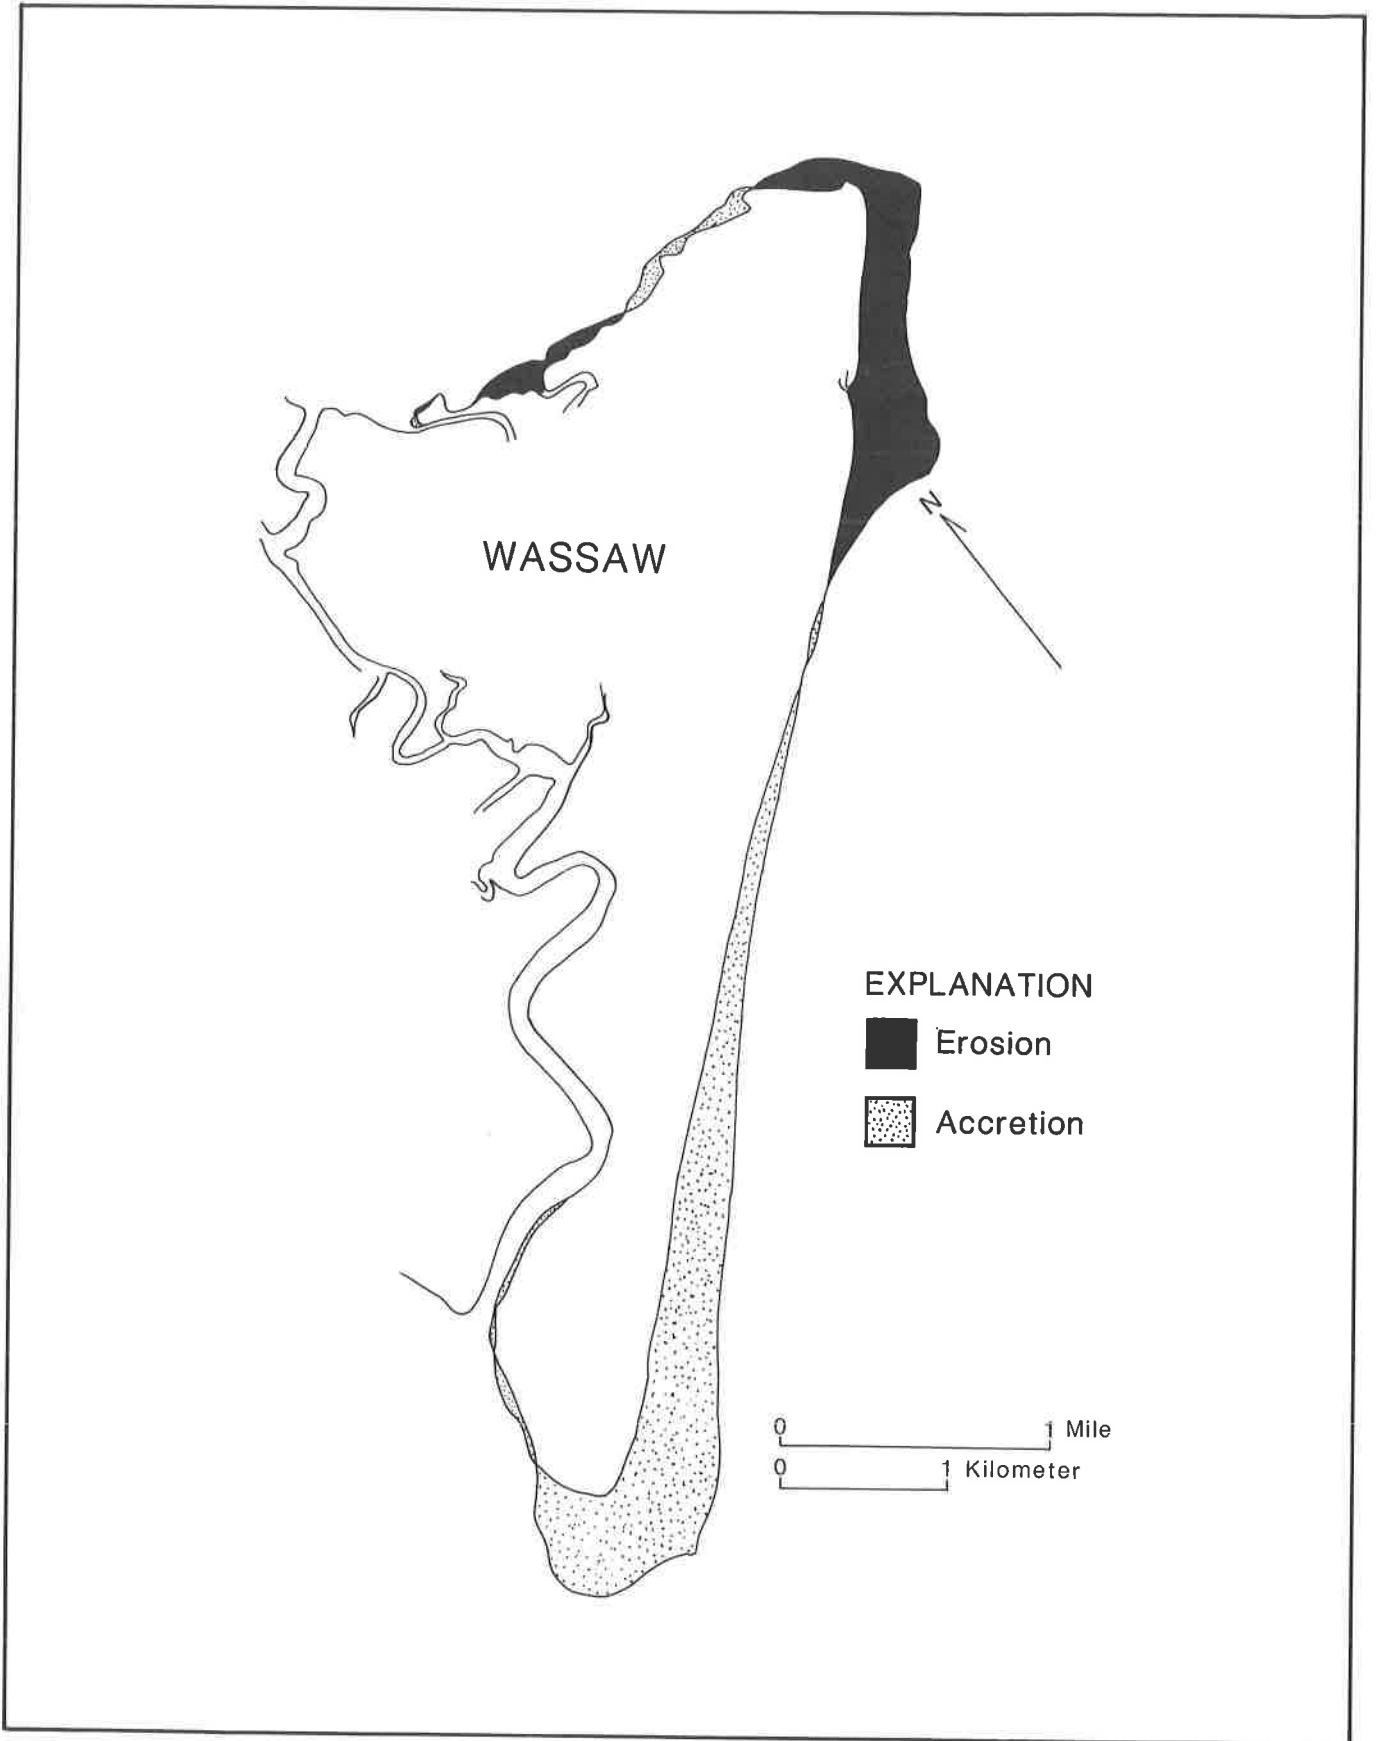 WASSAW
N
EXPLANATION
Erosion
Accretion
0 1 Mile
0 1 Kilometer